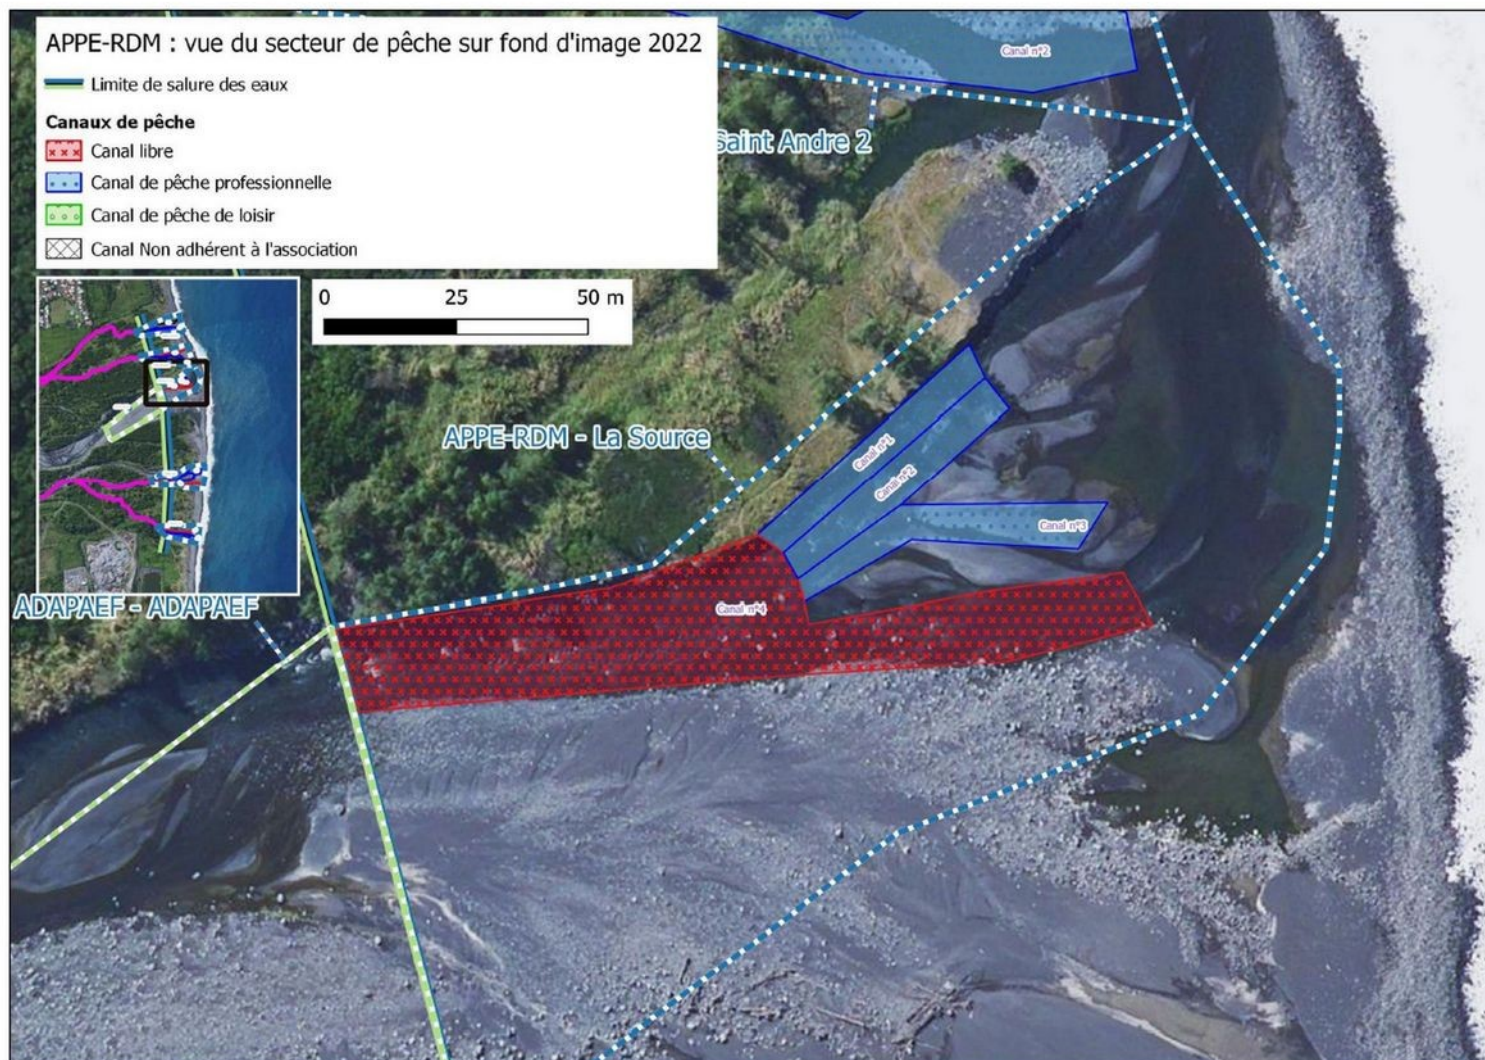 APPE-RDM : vue du secteur de pêche sur fond d'image 2022
Limite de salure des eaux
Canaux de pêche
Canal libre
Canal de pêche professionnelle
Canal de pêche de loisir
Canal Non adhérent à l'association
0 25 50 m
Canal n°2
Saint Andre 2
APPE-RDM - La Source
Canal n°1
Canal n°2
Canal n°3
Canal n°4
ADAPAEF - ADAPAEF